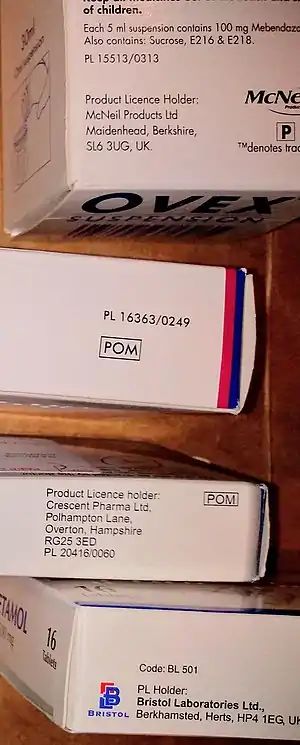 of children.
Each 5 ml suspension contains 100 mg
Also contains: Sucrose, E216 & E218.
PL 15513/0313
Product Licence Holder:
McNeil Products Ltd
Maidenhead, Berkshire,
SL6 3UG, UK.
McNeil
P
™denotes
30ml
OVEX
SUSPENSION
PL 16363/0249
POM
Product Licence holder:
Crescent Pharma Ltd,
Polhampton Lane,
Overton, Hampshire
RG25 3ED
PL 20416/0060
POM
16
Tablets
Code: BL 501
PL Holder:
Bristol Laboratories Ltd.,
Berkhamsted, Herts, HP4 1EG, UK
BRISTOL